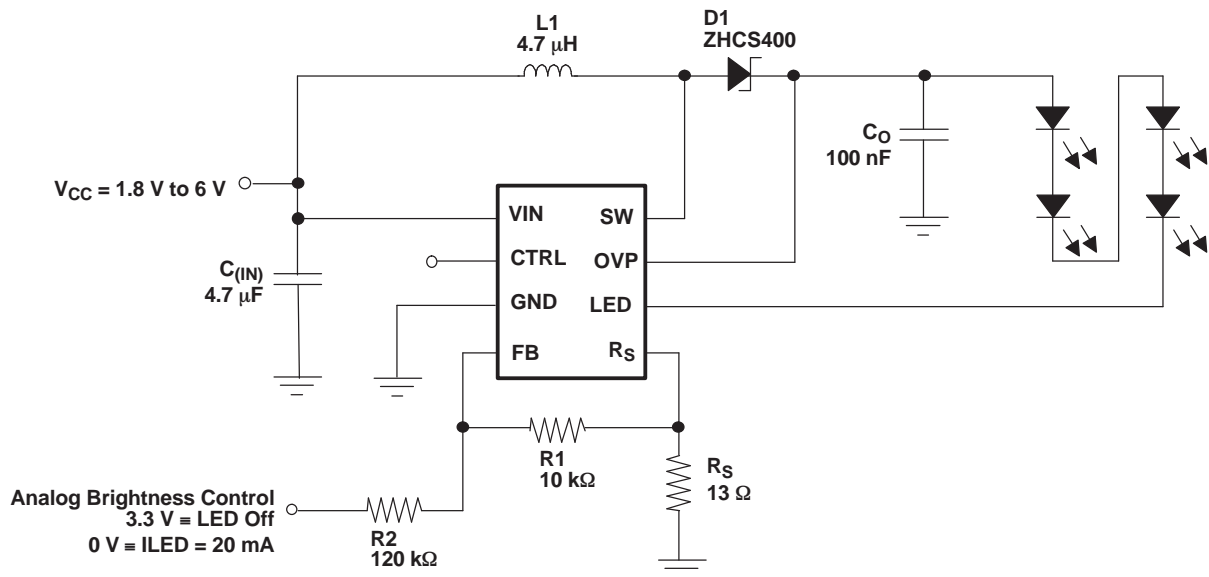 L1
4.7 μH
D1
ZHCS400
CO
100 nF
VCC = 1.8 V to 6 V
VIN
SW
CTRL
OVP
C(IN)
4.7 μF
GND
LED
FB
RS
R1
10 kΩ
RS
13 Ω
Analog Brightness Control
3.3 V ≡ LED Off
0 V ≡ ILED = 20 mA
R2
120 kΩ